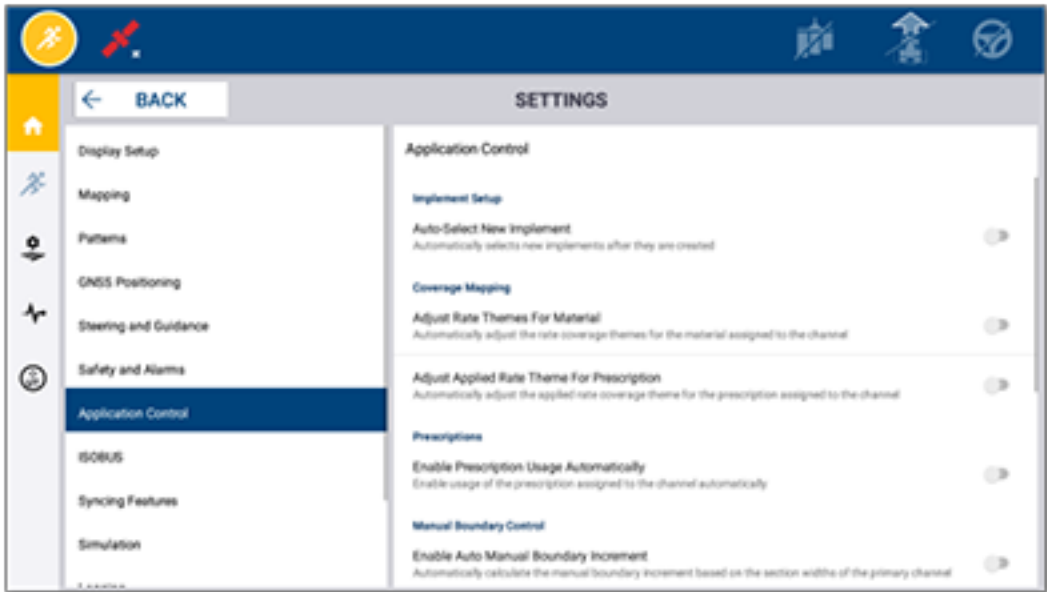 BACK
SETTINGS
Display Setup
Mapping
Patterns
GNSS Positioning
Steering and Guidance
Safety and Alarms
Application Control
ISOBUS
Syncing Features
Simulation
Application Control
Implement Setup
Auto-Select New Implement
Automatically selects new implements after they are created
Coverage Mapping
Adjust Rate Themes For Material
Automatically adjust the rate coverage themes for the material assigned to the channel
Adjust Applied Rate Theme For Prescription
Automatically adjust the applied rate coverage theme for the prescription assigned to the channel
Prescriptions
Enable Prescription Usage Automatically
Enable usage of the prescription assigned to the channel automatically
Manual Boundary Control
Enable Auto Manual Boundary Increment
Automatically calculate the manual boundary increment based on the section widths of the primary channel